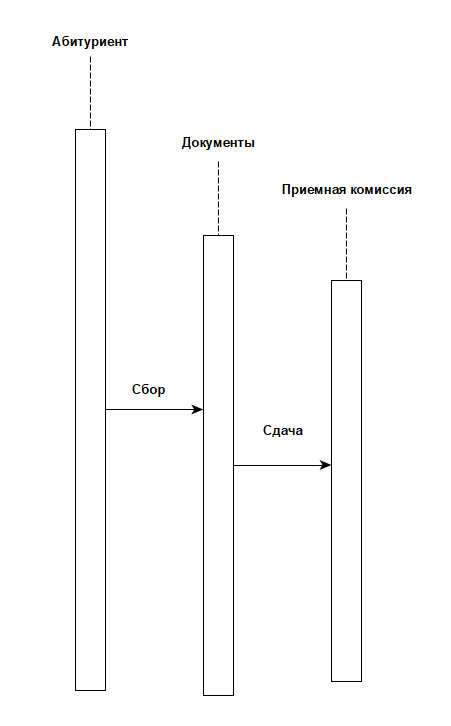 Абитуриент
Документы
Приемная комиссия
Сбор
Сдача